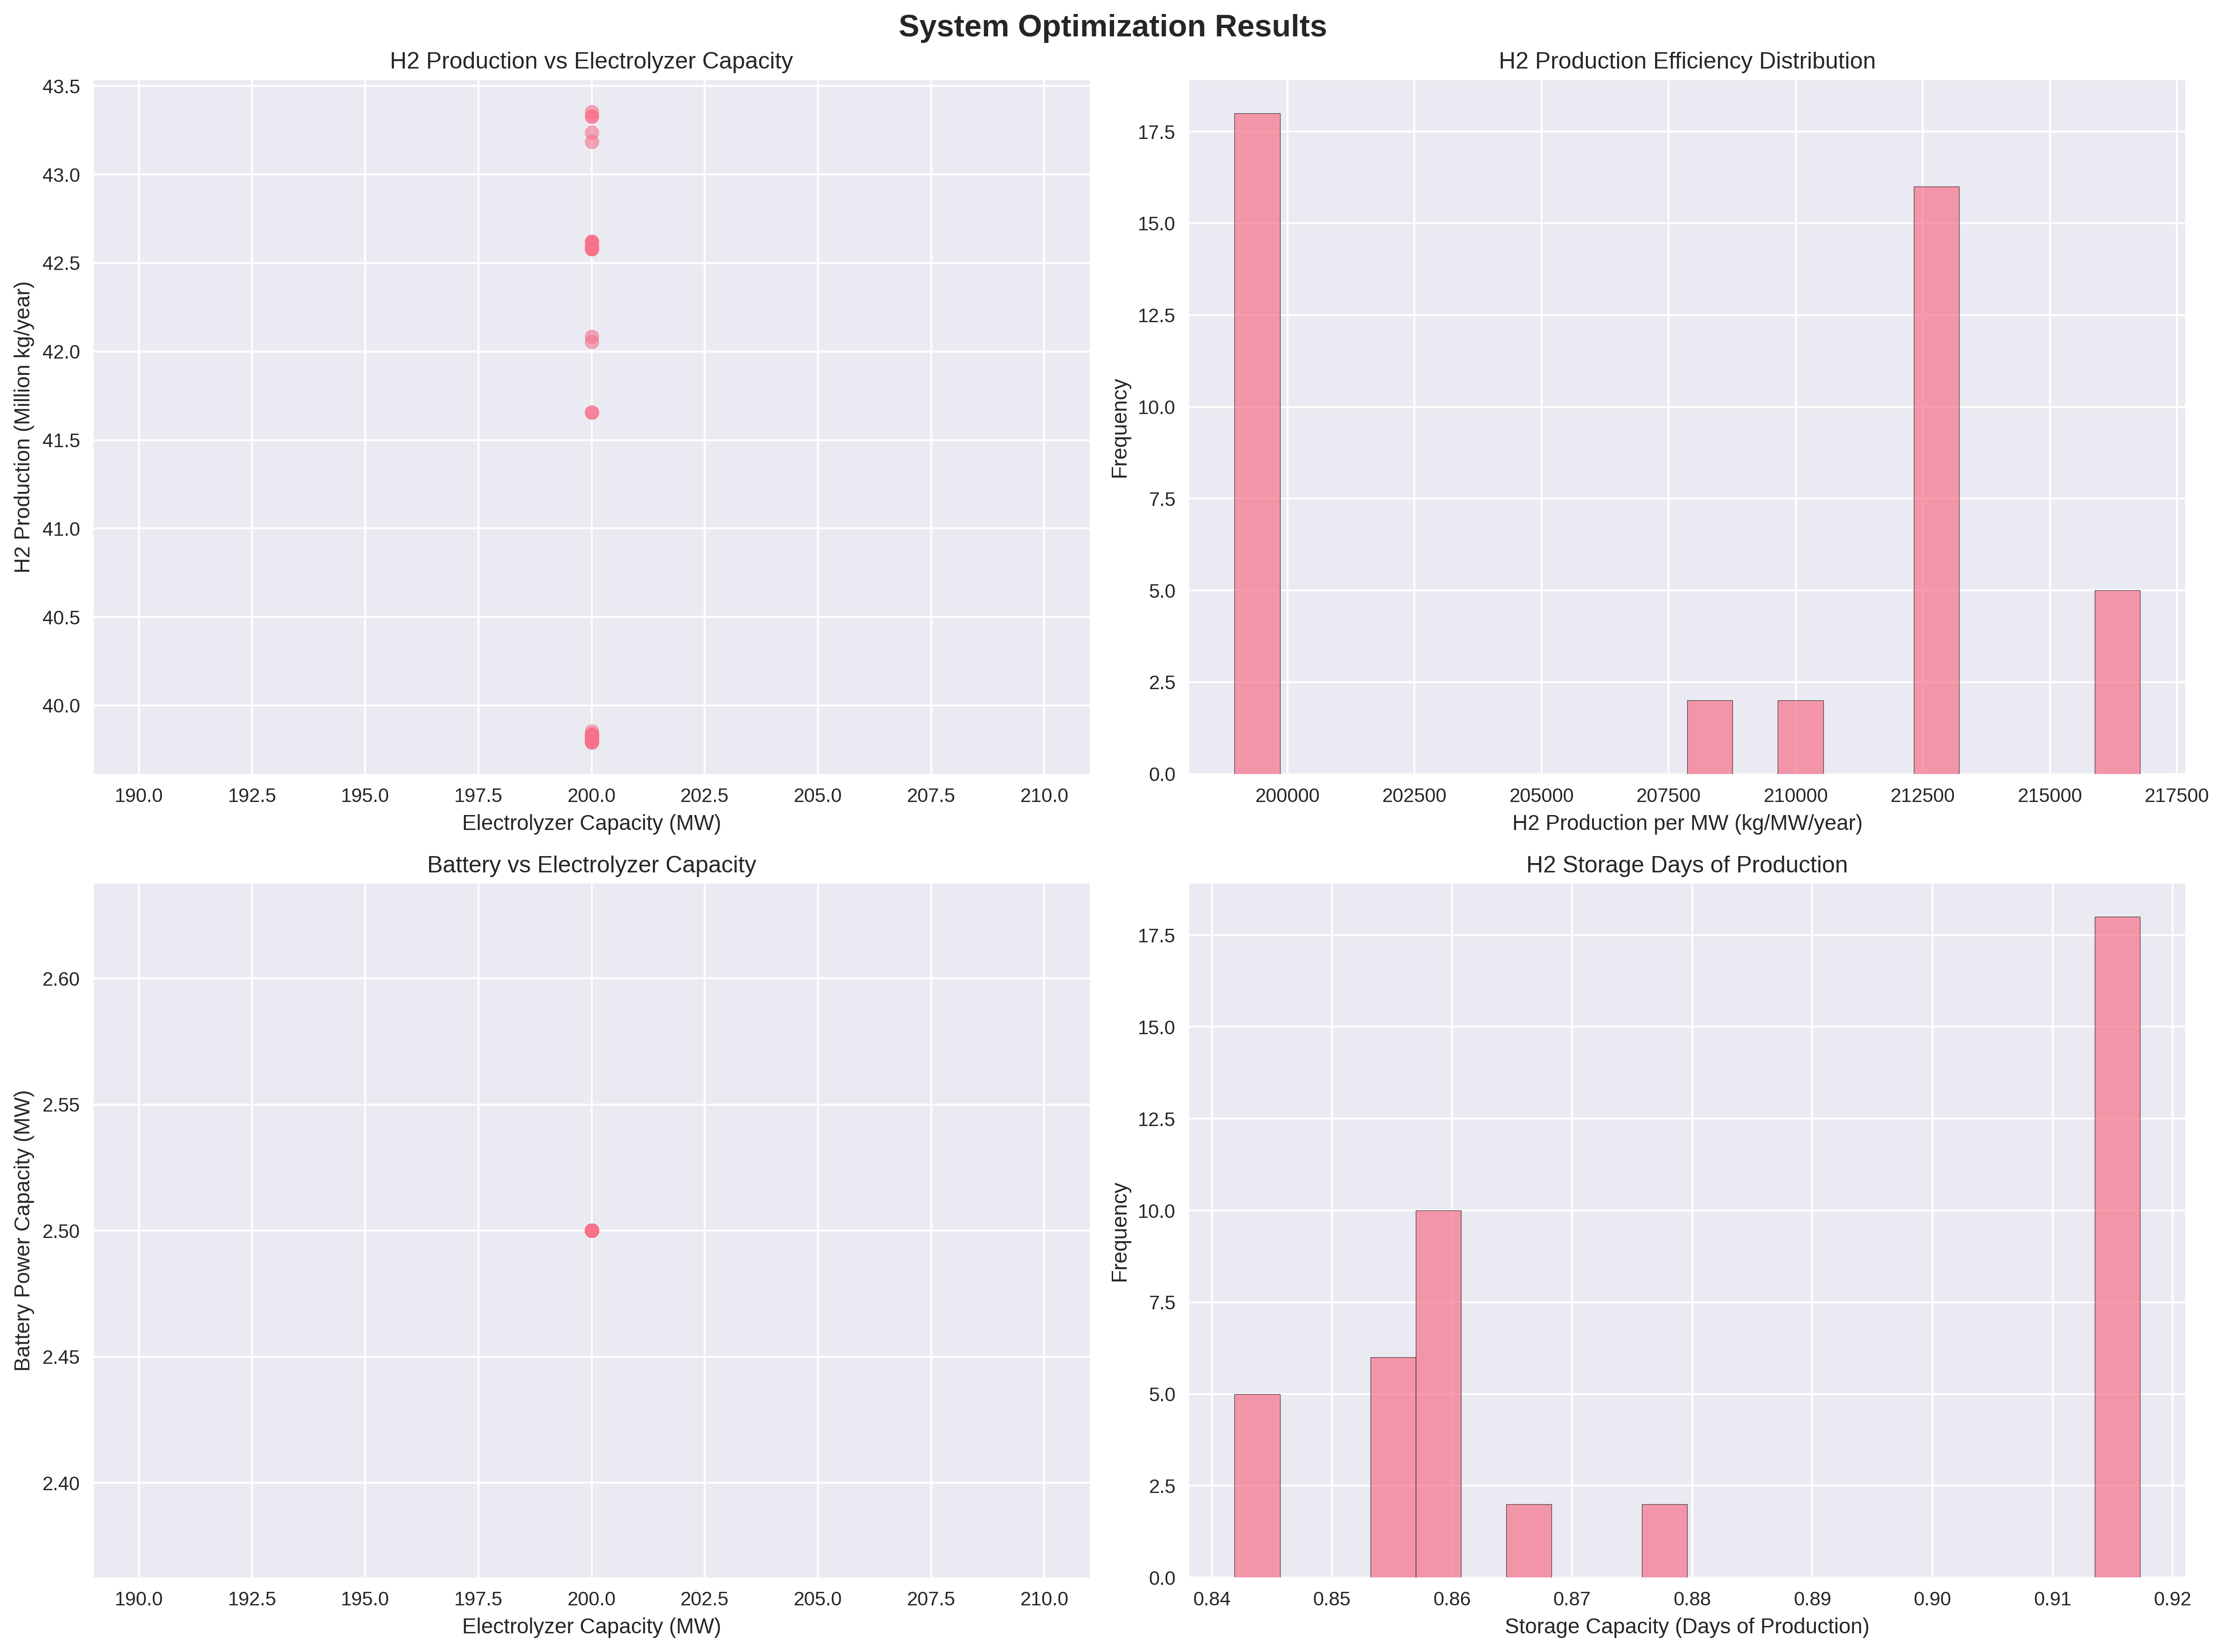 System Optimization Results
H2 Production vs Electrolyzer Capacity
43.5
43.0
42.5
42.0
41.5
41.0
40.5
40.0
H2 Production (Million kg/year)
190.0 192.5 195.0 197.5 200.0 202.5 205.0 207.5 210.0
Electrolyzer Capacity (MW)
H2 Production Efficiency Distribution
17.5
15.0
12.5
10.0
7.5
5.0
2.5
0.0
Frequency
200000 202500 205000 207500 210000 212500 215000 217500
H2 Production per MW (kg/MW/year)
Battery vs Electrolyzer Capacity
2.60
2.55
2.50
2.45
2.40
Battery Power Capacity (MW)
190.0 192.5 195.0 197.5 200.0 202.5 205.0 207.5 210.0
Electrolyzer Capacity (MW)
H2 Storage Days of Production
17.5
15.0
12.5
10.0
7.5
5.0
2.5
0.0
Frequency
0.84 0.85 0.86 0.87 0.88 0.89 0.90 0.91 0.92
Storage Capacity (Days of Production)